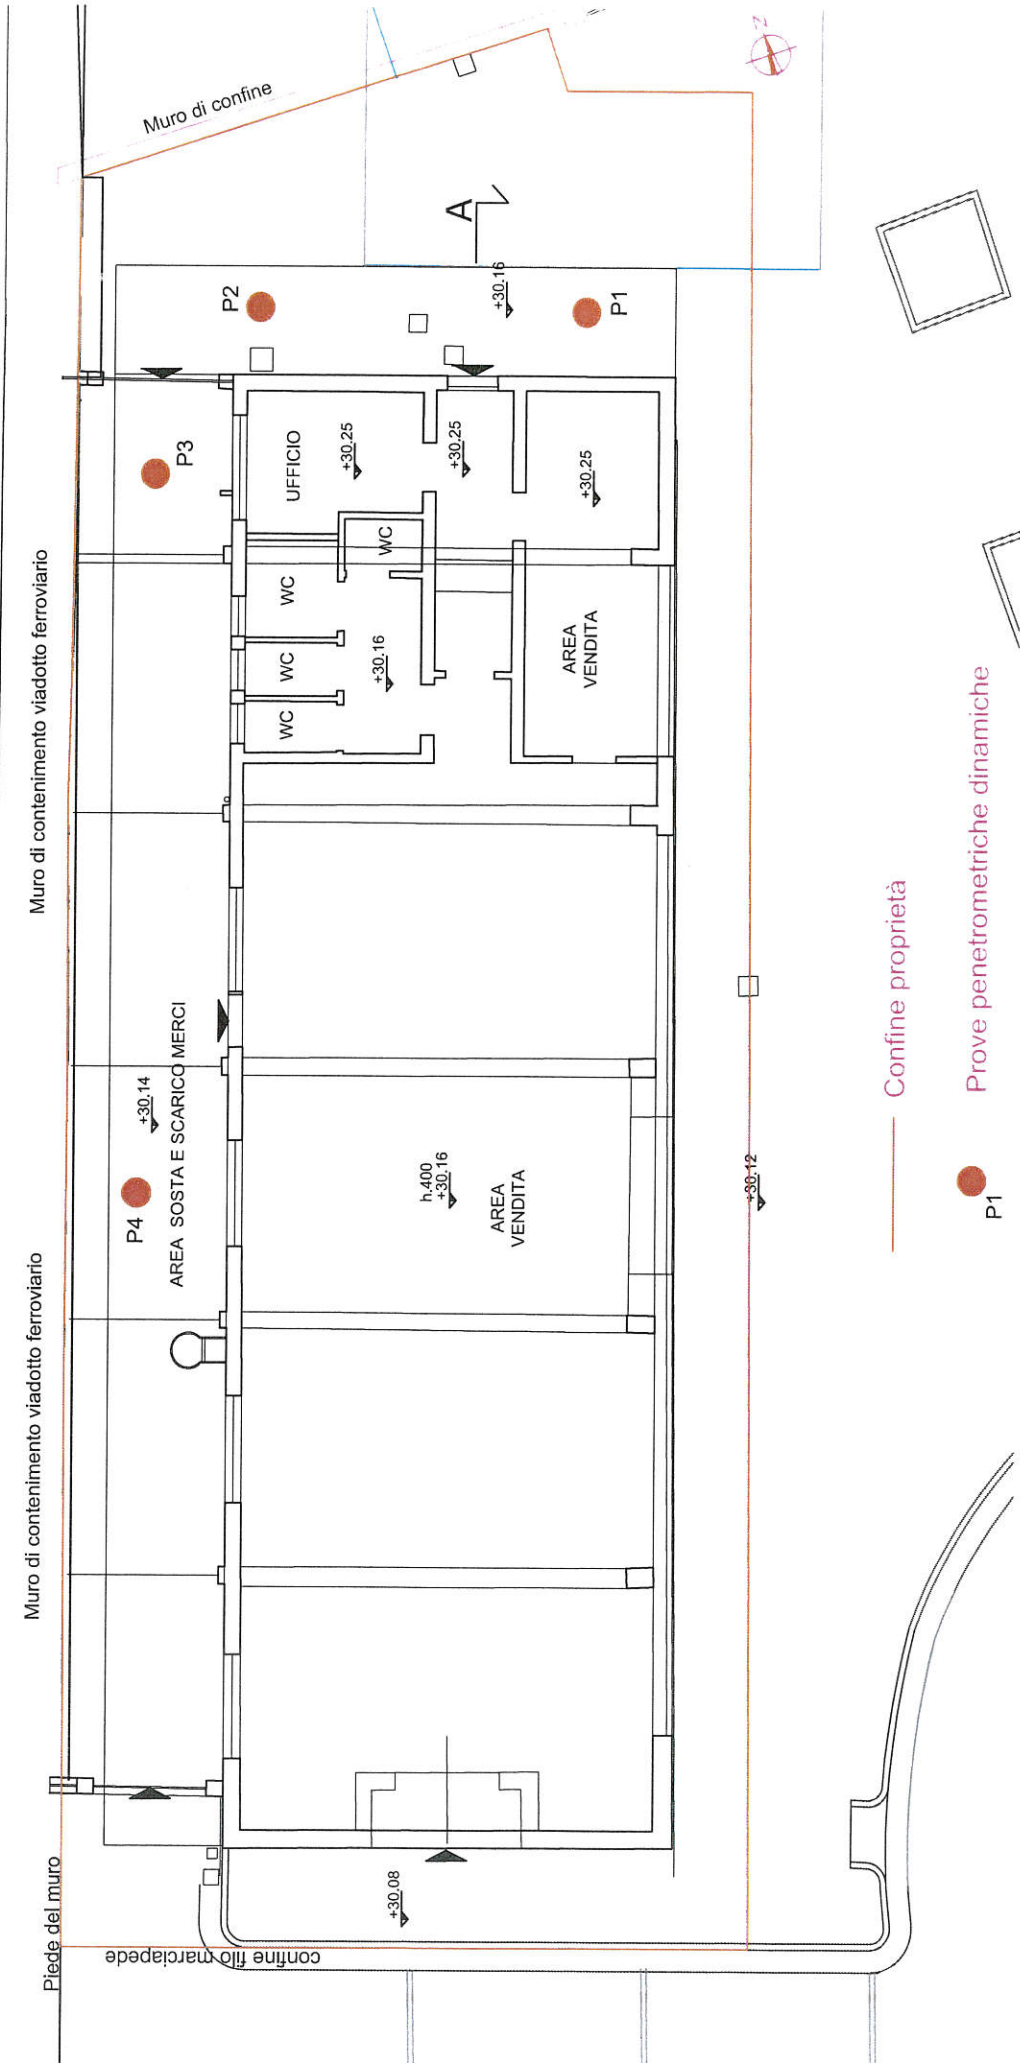 Muro di contenimento viadotto ferroviario
Muro di contenimento viadotto ferroviario
Piede del muro
confine filo marciapede
Muro di confine
N
A
P2
+30.16
P1
P3
UFFICIO
+30.25
+30.25
+30.25
WC
WC
WC
WC
+30.16
AREA
VENDITA
AREA SOSTA E SCARICO MERCI
+30.14
P4
h.400
+30.16
AREA
VENDITA
+30.12
+30.08
Confine proprietà
P1
Prove penetrometriche dinamiche